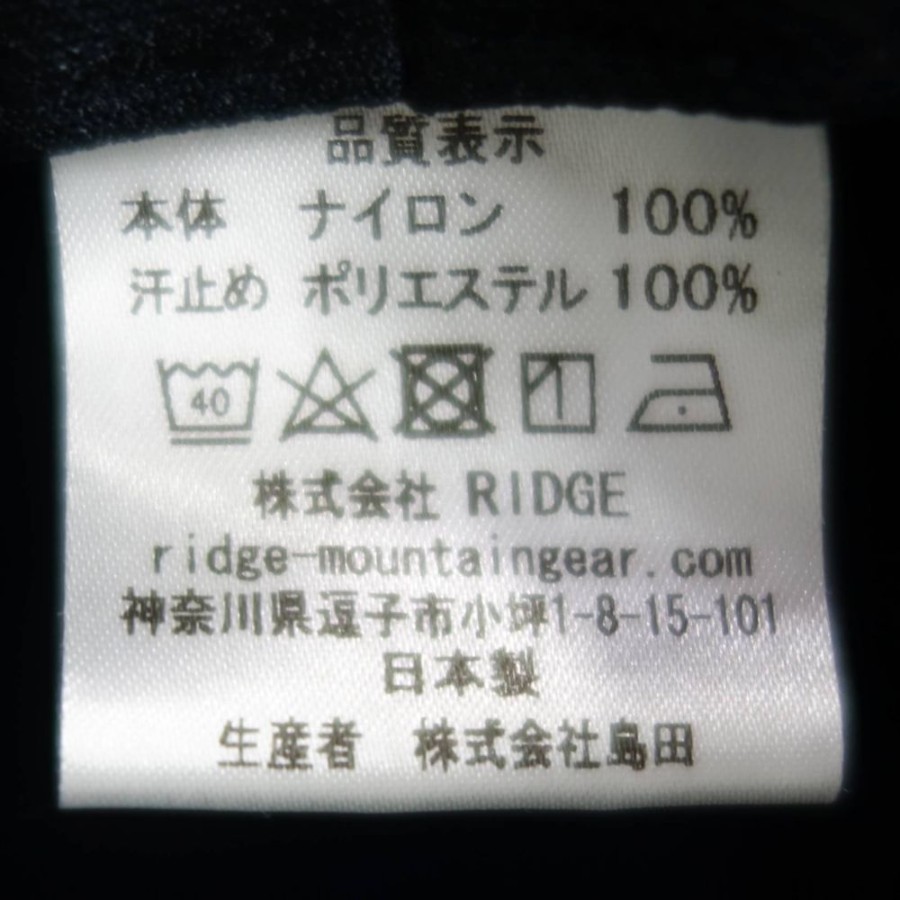 品質表示
本体 ナイロン 100%
汗止め ポリエステル 100%
40
株式会社 RIDGE
ridge-mountaingear.com
神奈川県逗子市小坪1-8-15-101
日本製
生産者 株式会社島田